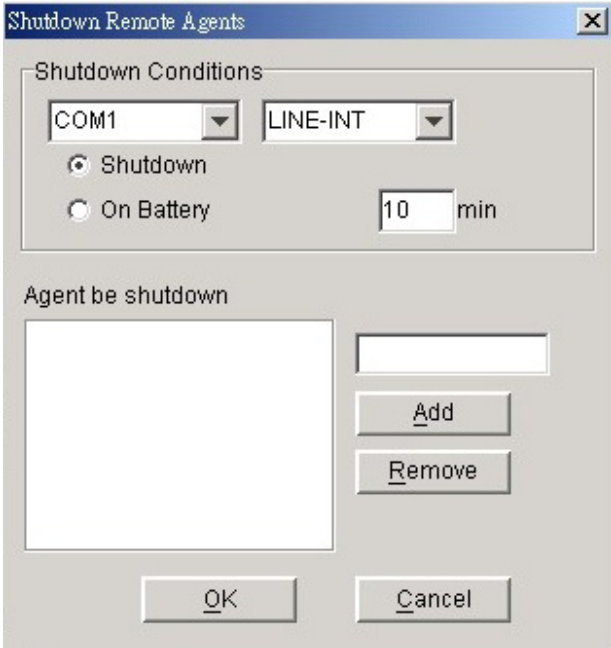 Shutdown Remote Agents
Shutdown Conditions
COM1 LINE-INT
Shutdown
On Battery 10 min
Agent be shutdown
Add
Remove
OK Cancel